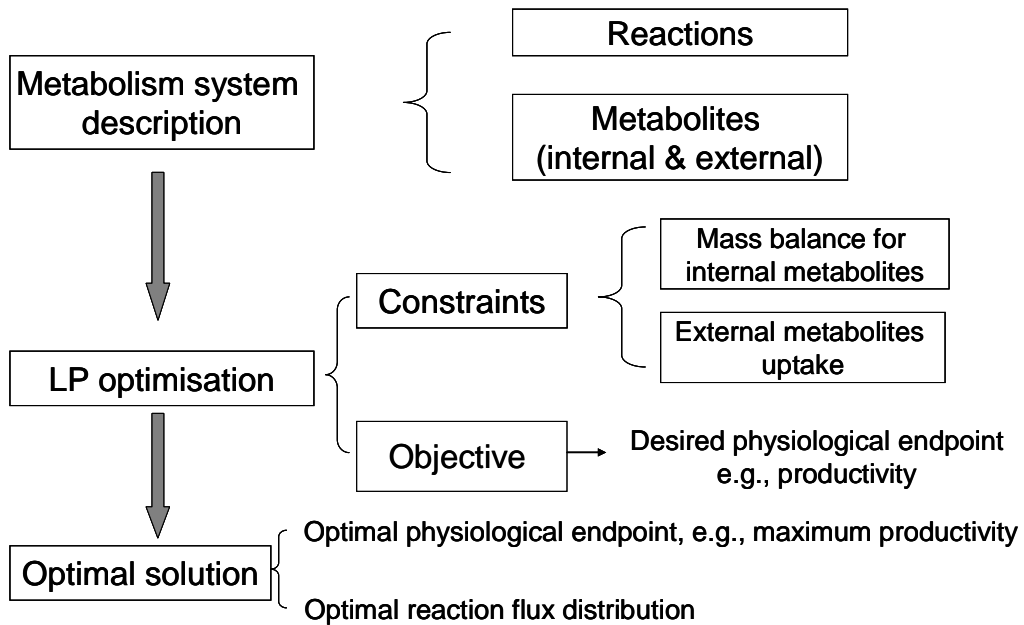 Reactions
Metabolism system
description
Metabolites
(internal & external)
Mass balance for
internal metabolites
Constraints
External metabolites
uptake
LP optimisation
Objective
Desired physiological endpoint
e.g., productivity
Optimal physiological endpoint, e.g., maximum productivity
Optimal solution
Optimal reaction flux distribution